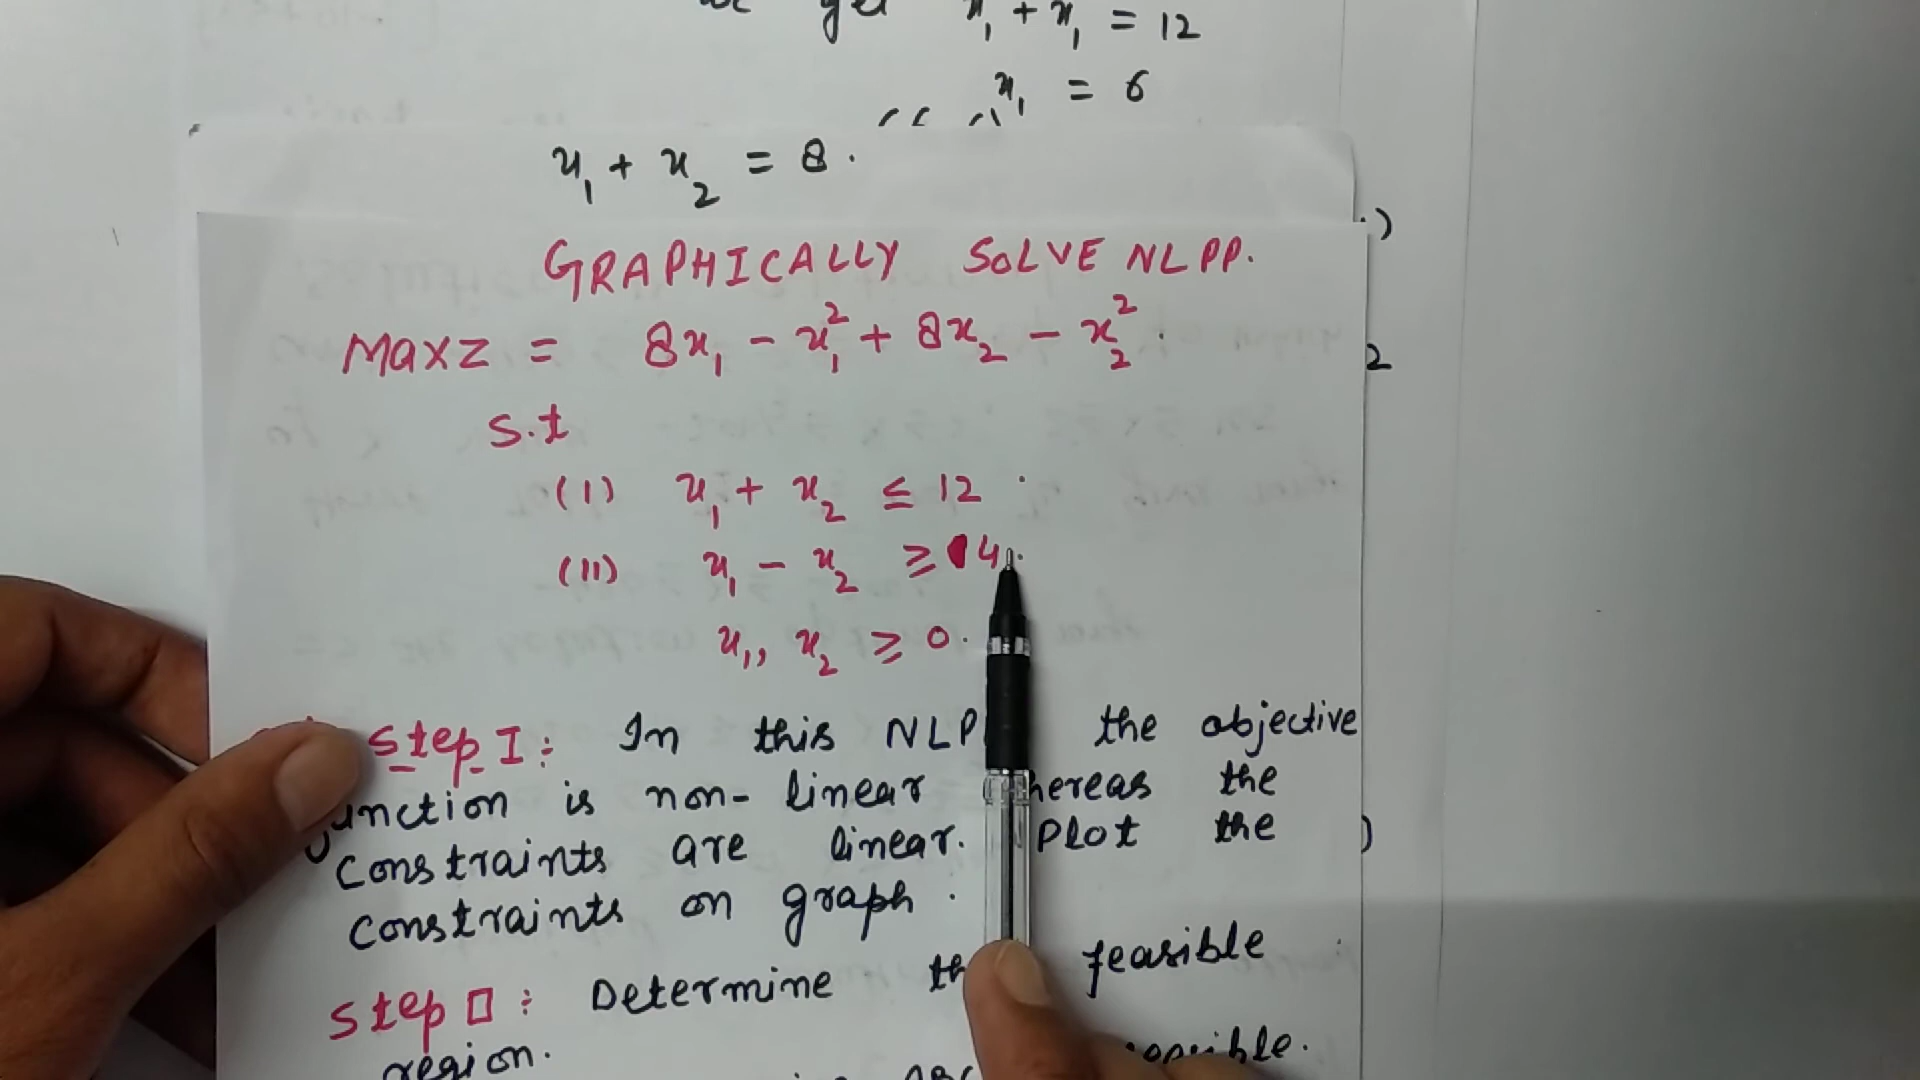 get x₁ + x₁ = 12
x₁ = 6
x₁ + x₂ = 8.
GRAPHICALLY SOLVE NLPP.
Max z = 8x₁ - x₁² + 8x₂ - x₂².
s.t
(I) x₁ + x₂ ≤ 12
(II) x₁ - x₂ ≥ 4.
x₁, x₂ ≥ 0.
2
Step I: In this NLP the objective
function is non-linear whereas the
constraints are linear. Plot the
constraints on graph.
Step II: Determine the feasible
region.